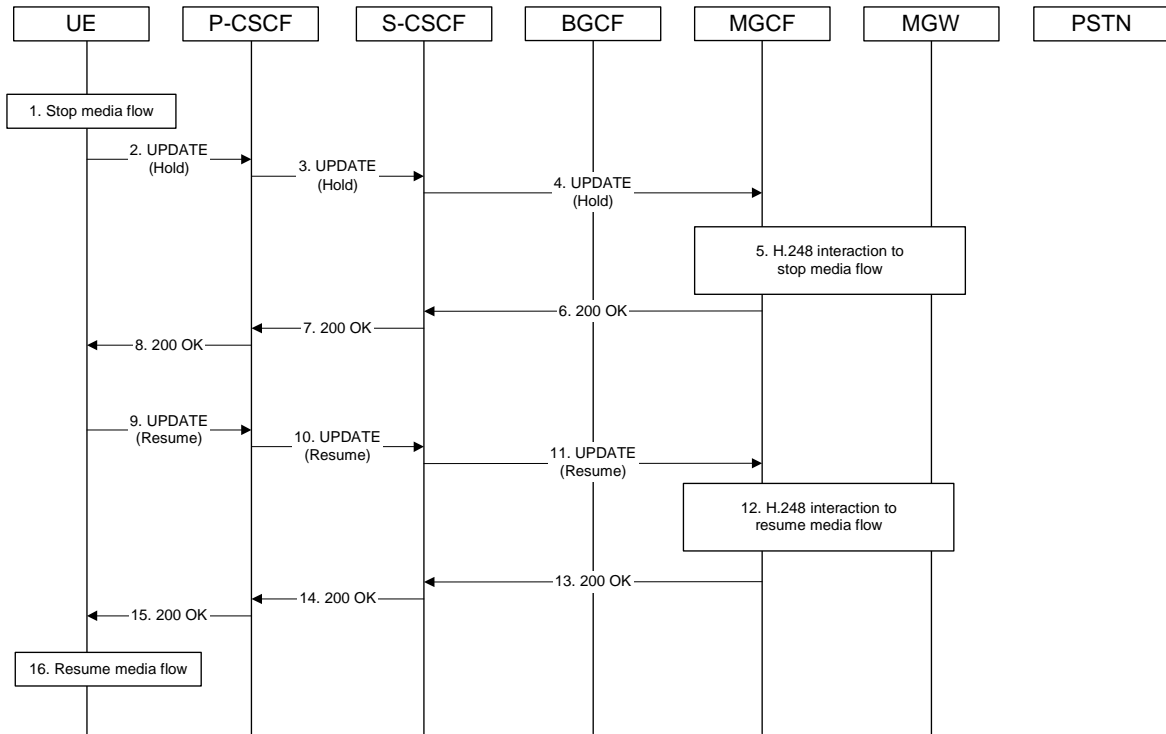 UE
P-CSCF
S-CSCF
BGCF
MGCF
MGW
PSTN
1. Stop media flow
2. UPDATE
(Hold)
3. UPDATE
(Hold)
4. UPDATE
(Hold)
5. H.248 interaction to
stop media flow
6. 200 OK
7. 200 OK
8. 200 OK
9. UPDATE
(Resume)
10. UPDATE
(Resume)
11. UPDATE
(Resume)
12. H.248 interaction to
resume media flow
13. 200 OK
14. 200 OK
15. 200 OK
16. Resume media flow